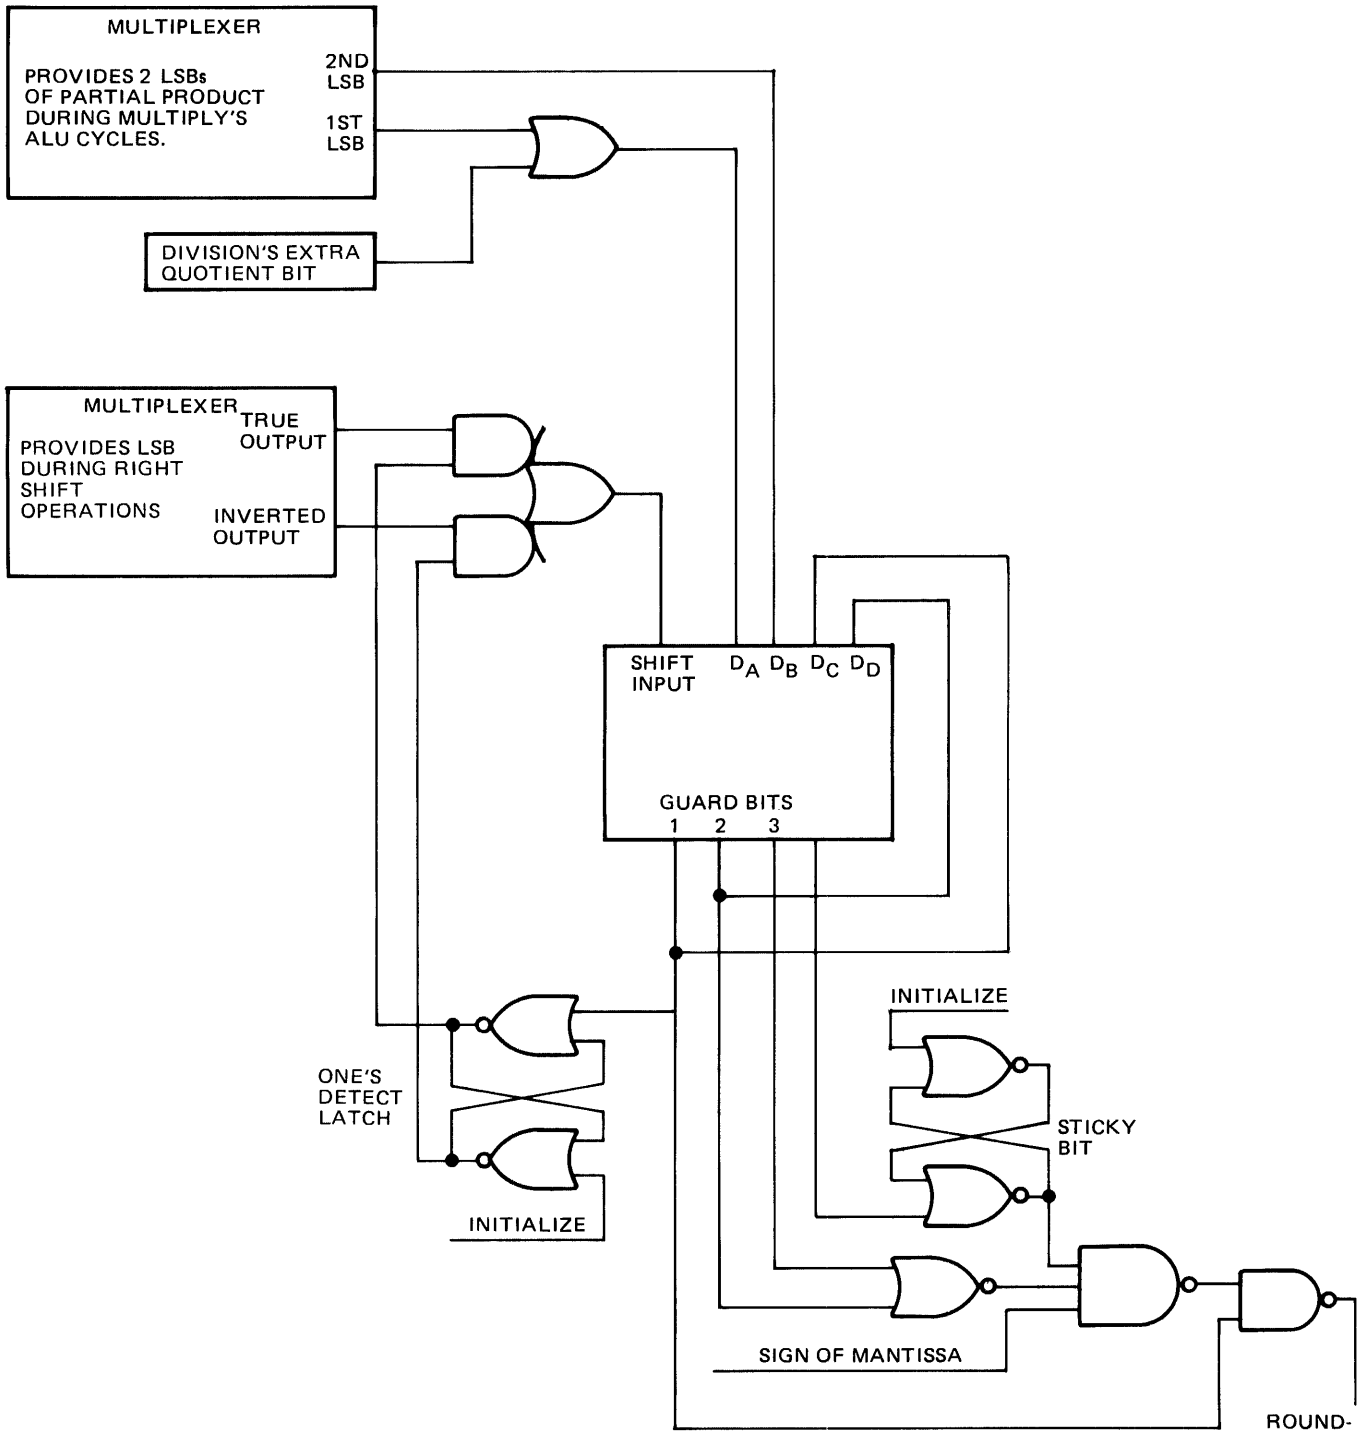 MULTIPLEXER
PROVIDES 2 LSBs
OF PARTIAL PRODUCT
DURING MULTIPLY'S
ALU CYCLES.
2ND
LSB
1ST
LSB
DIVISION'S EXTRA
QUOTIENT BIT
MULTIPLEXER
TRUE
OUTPUT
PROVIDES LSB
DURING RIGHT
SHIFT
OPERATIONS
INVERTED
OUTPUT
SHIFT
INPUT
DA DB DC DD
GUARD BITS
1 2 3
INITIALIZE
ONE'S
DETECT
LATCH
STICKY
BIT
INITIALIZE
SIGN OF MANTISSA
ROUND-